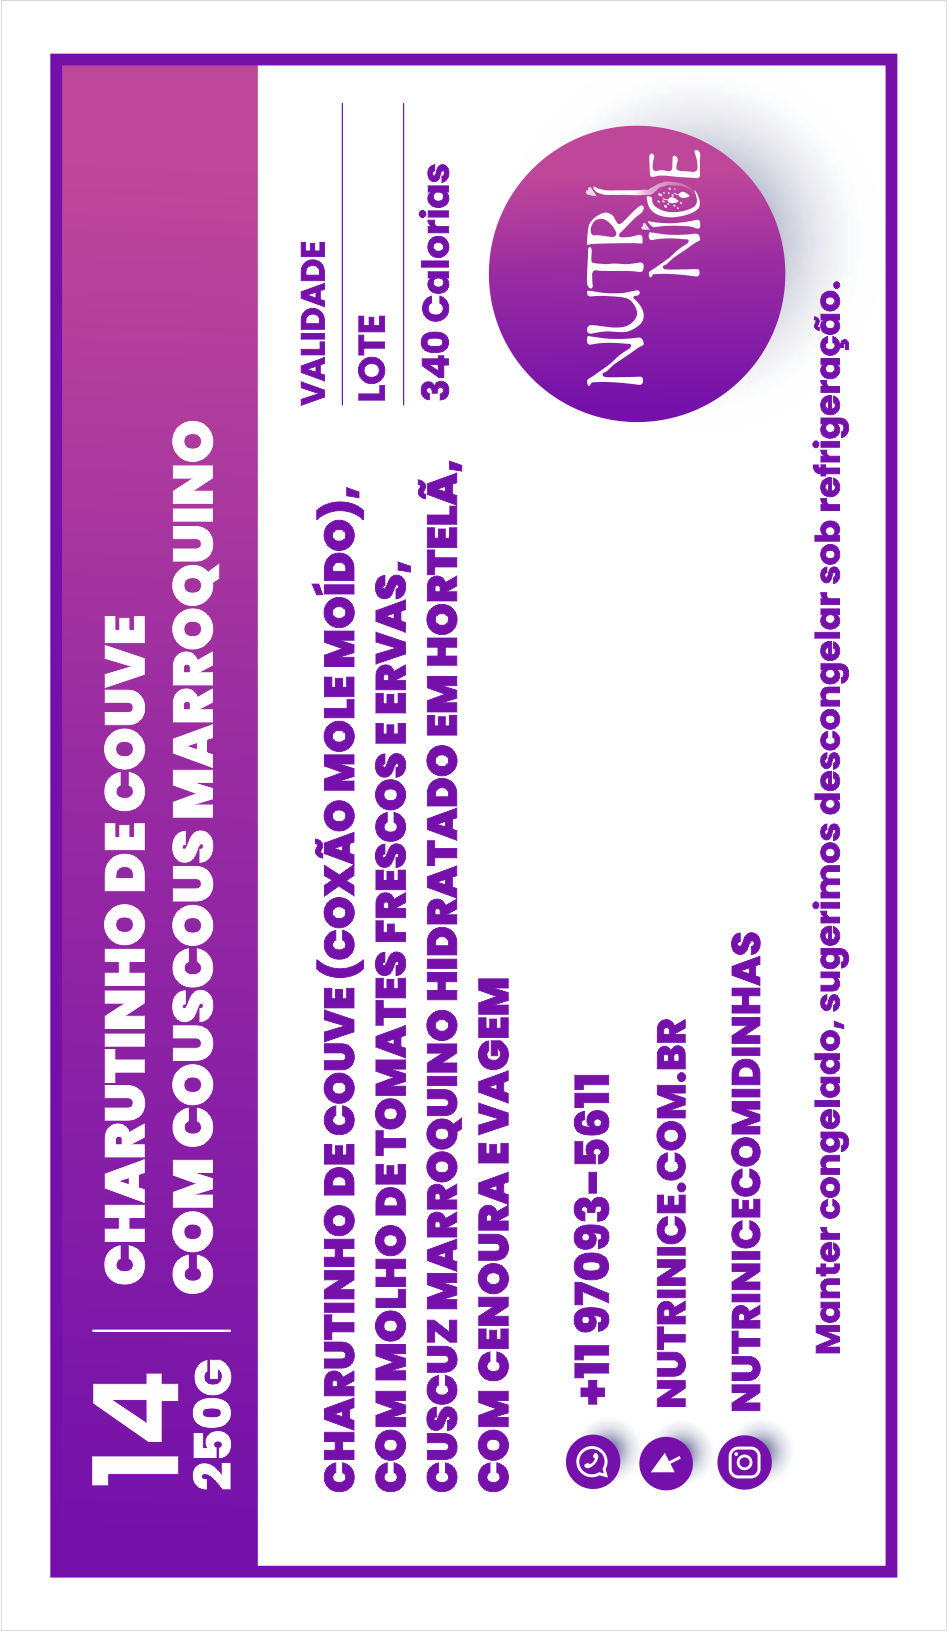 14
250G
CHARUTINHO DE COUVE
COM COUSCOUS MARROQUINO
CHARUTINHO DE COUVE (COXÃO MOLE MOÍDO),
COM MOLHO DE TOMATES FRESCOS E ERVAS,
CUSCUZ MARROQUINO HIDRATADO EM HORTELÃ,
COM CENOURA E VAGEM
VALIDADE
LOTE
340 Calorias
+11 97093-5611
NUTRINICE.COM.BR
NUTRINICECOMIDINHAS
NUTRI
NICE
Manter congelado, sugerimos descongelar sob refrigeração.